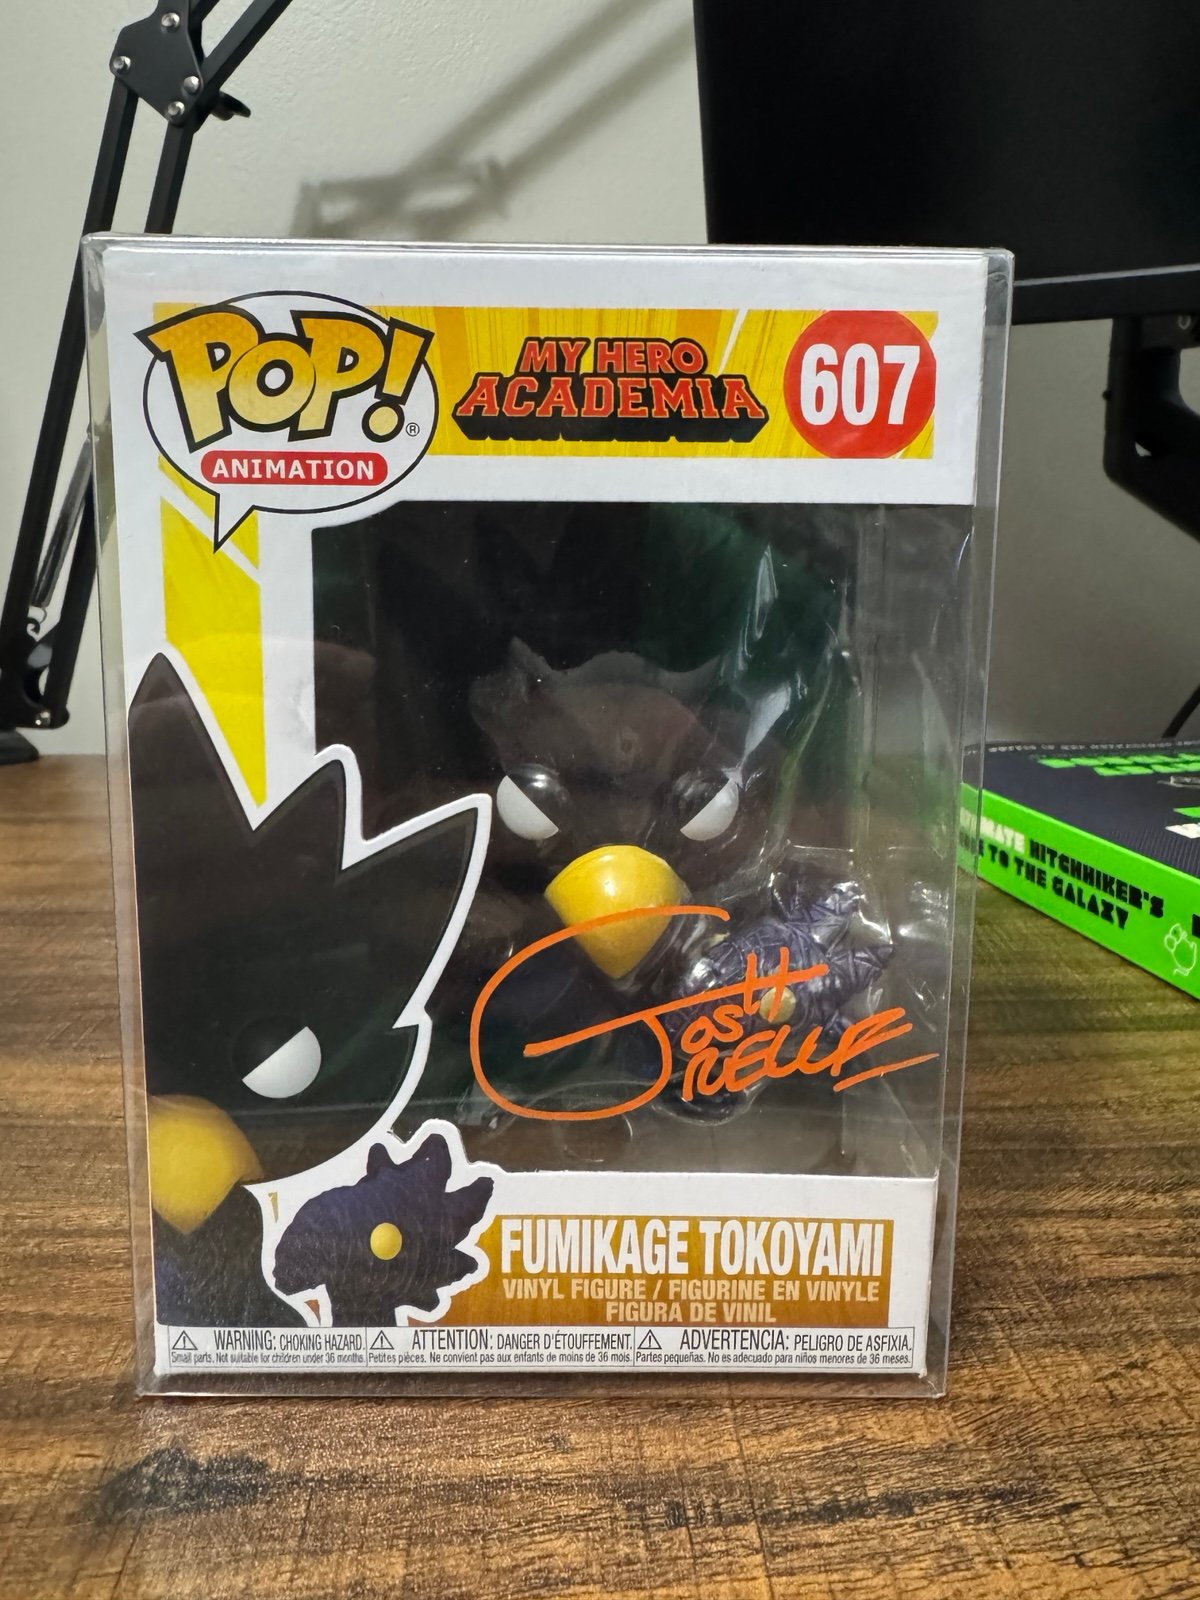 POP!®
ANIMATION
MY HERO
ACADEMIA
607
HITCHHIKER'S
TO THE GALAXY
JOSH
GRELLE
FUMIKAGE TOKOYAMI
VINYL FIGURE / FIGURINE EN VINYLE
FIGURA DE VINIL
WARNING: CHOKING HAZARD.
Small parts. Not suitable for children under 36 months.
ATTENTION: DANGER D'ÉTOUFFEMENT.
Petites pièces. Ne convient pas aux enfants de moins de 36 mois.
ADVERTENCIA: PELIGRO DE ASFIXIA.
Partes pequeñas. No es adecuado para niños menores de 36 meses.